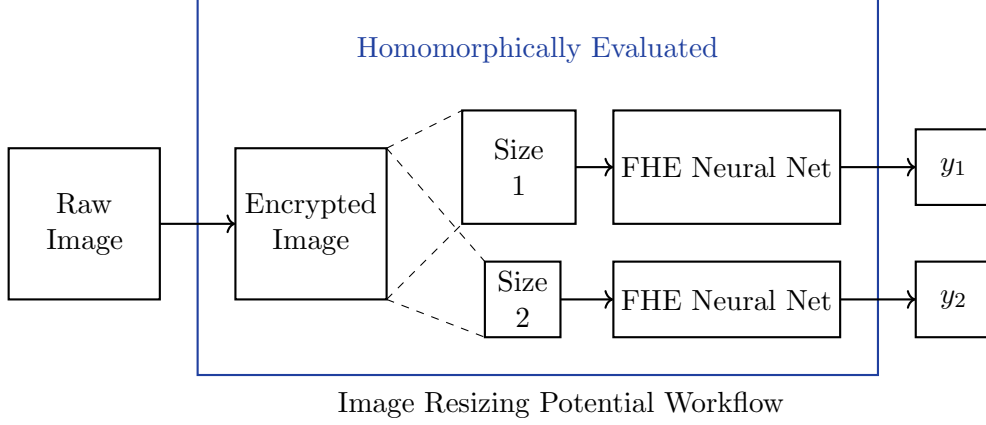 Homomorphically Evaluated
Raw
Image
Encrypted
Image
Size
1
FHE Neural Net
y1
Size
2
FHE Neural Net
y2
Image Resizing Potential Workflow